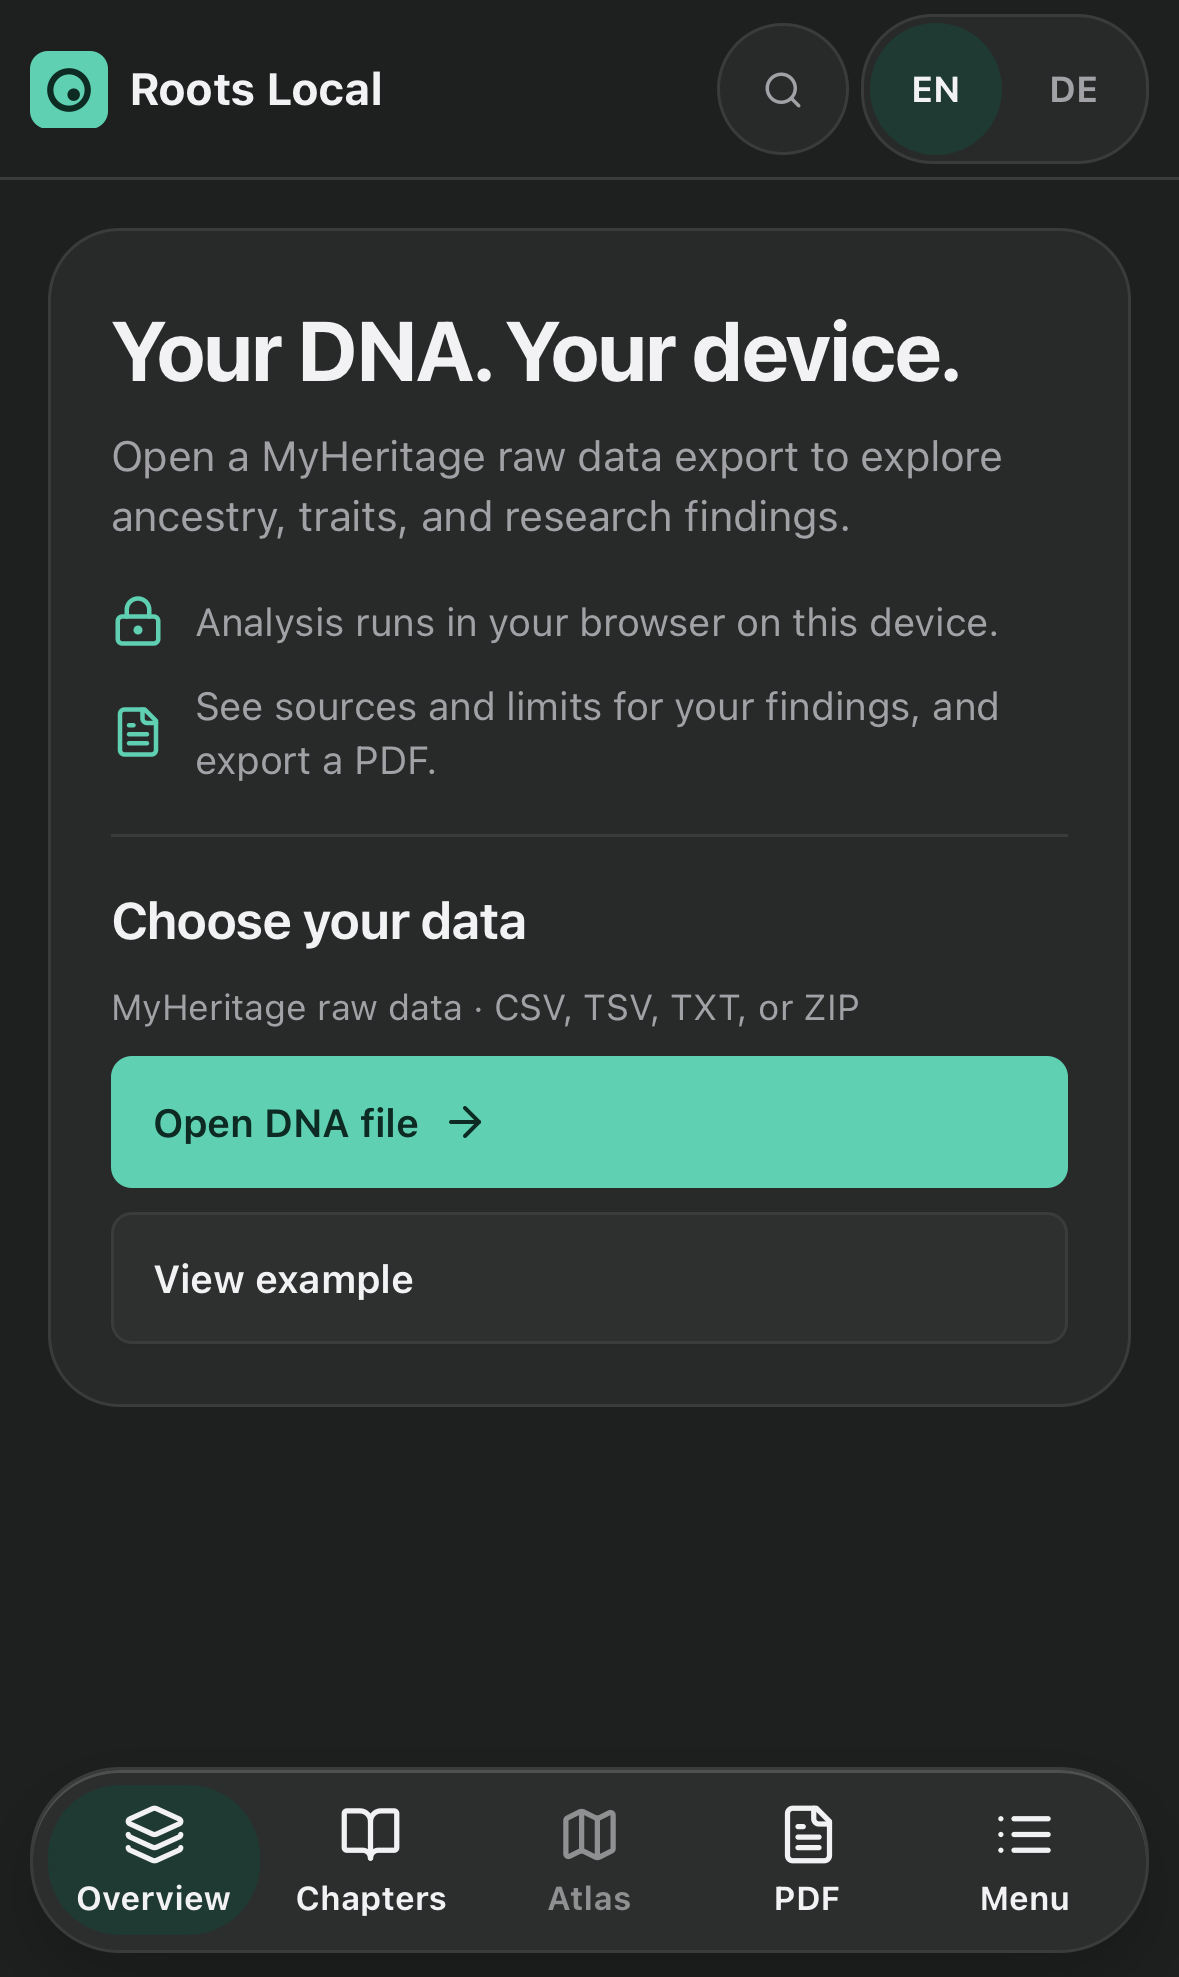 Roots Local
EN
DE
Your DNA. Your device.
Open a MyHeritage raw data export to explore
ancestry, traits, and research findings.
Analysis runs in your browser on this device.
See sources and limits for your findings, and
export a PDF.
Choose your data
MyHeritage raw data · CSV, TSV, TXT, or ZIP
Open DNA file →
View example
Overview
Chapters
Atlas
PDF
Menu